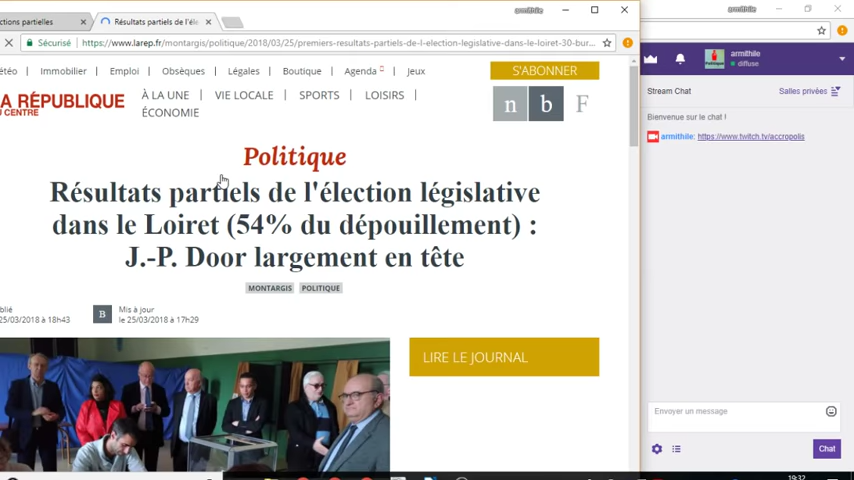 armithile
armithile
ctions partielles
Résultats partiels de l'éle
Sécurisé https://www.larep.fr/montargis/politique/2018/03/25/premiers-resultats-partiels-de-l-election-legislative-dans-le-loiret-30-bur...
étéo Immobilier Emploi Obsèques Légales Boutique Agenda Jeux
S'ABONNER
A RÉPUBLIQUE
U CENTRE
À LA UNE VIE LOCALE SPORTS LOISIRS
ÉCONOMIE
n b F
Politique
Résultats partiels de l'élection législative
dans le Loiret (54% du dépouillement) :
J.-P. Door largement en tête
MONTARGIS POLITIQUE
blié
25/03/2018 à 18h43
B
Mis à jour
le 25/03/2018 à 17h29
LIRE LE JOURNAL
armithile
diffuse
Stream Chat Salles privées
Bienvenue sur le chat !
armithile: https://www.twitch.tv/accropolis
Envoyer un message
Chat
19:32